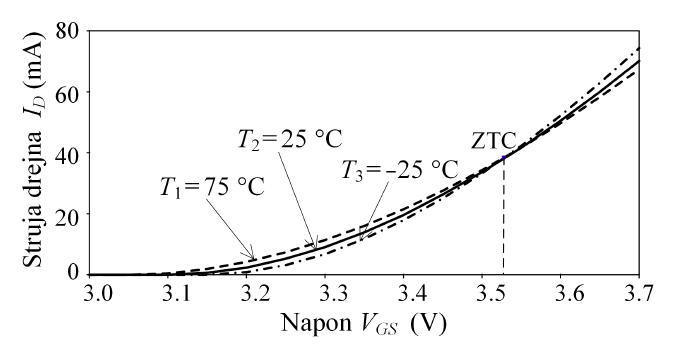 80
60
40
20
0
Struja drejna I_D (mA)
ZTC
T_2=25 °C
T_3=–25 °C
T_1=75 °C
3.0 3.1 3.2 3.3 3.4 3.5 3.6 3.7
Napon V_GS (V)